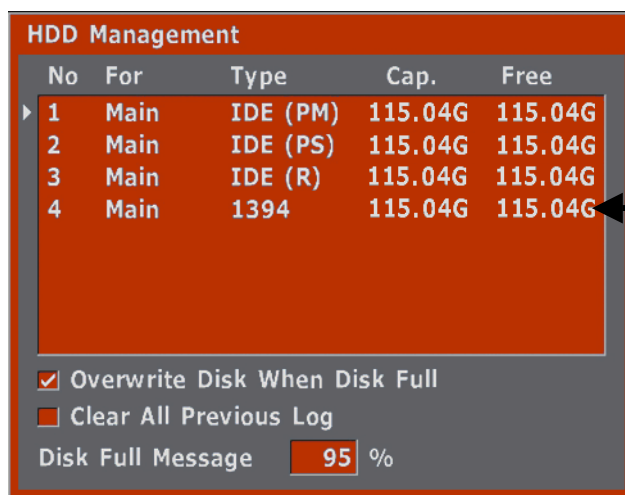 HDD Management
No For Type Cap. Free
1 Main IDE (PM) 115.04G 115.04G
2 Main IDE (PS) 115.04G 115.04G
3 Main IDE (R) 115.04G 115.04G
4 Main 1394 115.04G 115.04G
Overwrite Disk When Disk Full
Clear All Previous Log
Disk Full Message 95 %